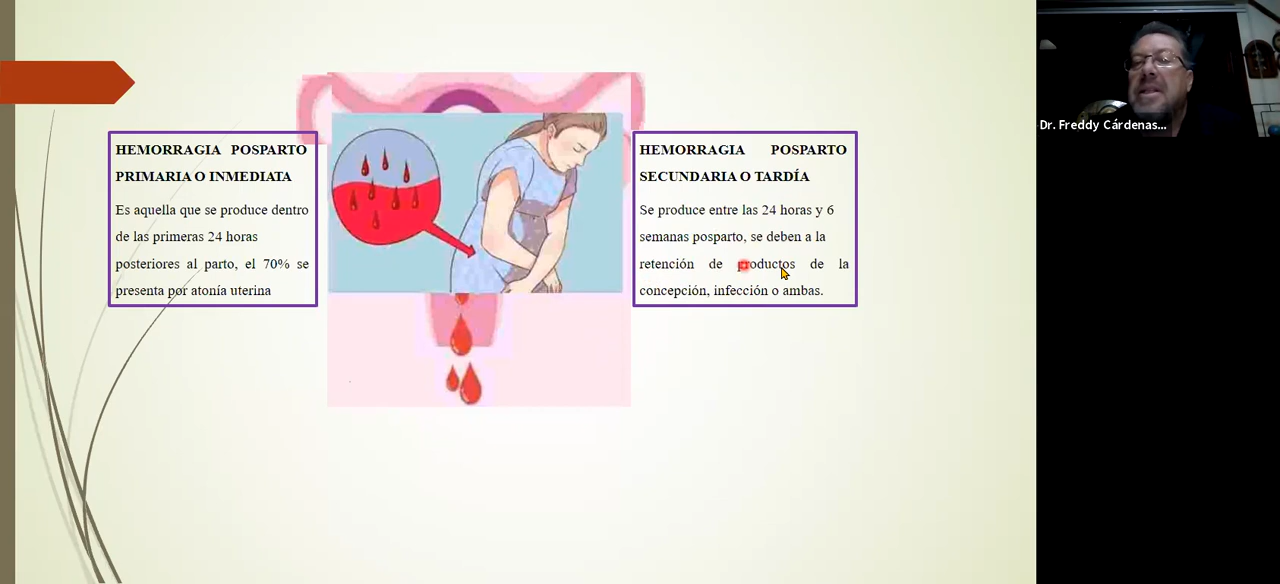 HEMORRAGIA POSPARTO
PRIMARIA O INMEDIATA
Es aquella que se produce dentro
de las primeras 24 horas
posteriores al parto, el 70% se
presenta por atonía uterina
HEMORRAGIA POSPARTO
SECUNDARIA O TARDÍA
Se produce entre las 24 horas y 6
semanas posparto, se deben a la
retención de productos de la
concepción, infección o ambas.
Dr. Freddy Cárdenas...